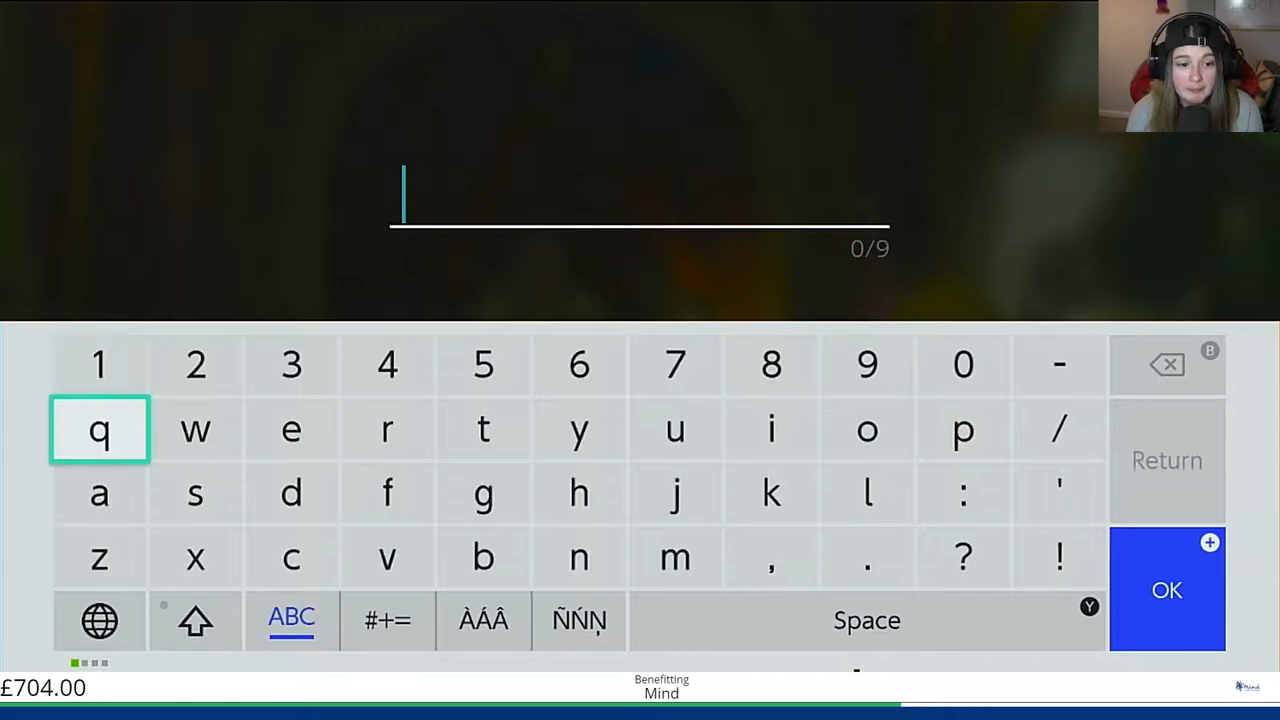 0/9
1 2 3 4 5 6 7 8 9 0 -
B
q w e r t y u i o p /
Return
a s d f g h j k l : '
z x c v b n m , . ? !
+
OK
ABC #+= ÀÁÂ ÑŃŅ Space
Y
£704.00
Benefitting
Mind
mind